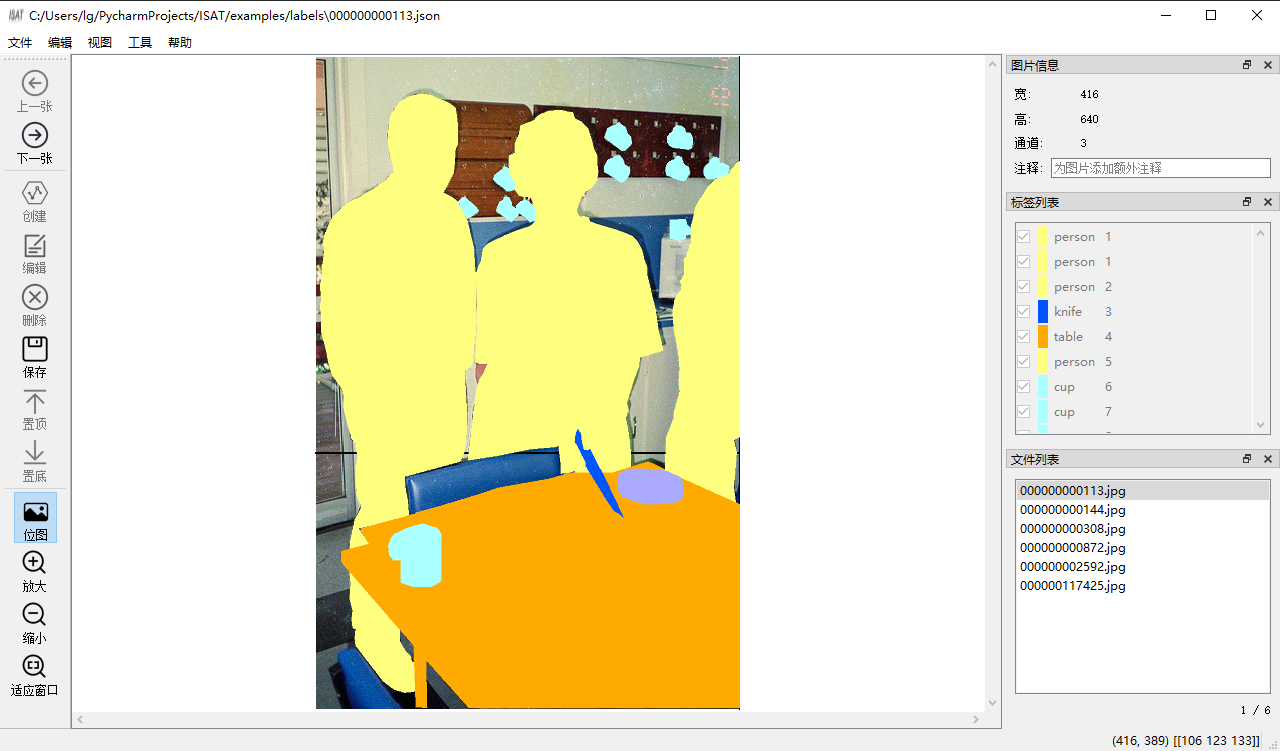 ISAT C:/Users/lg/PycharmProjects/ISAT/examples/labels\000000000113.json
文件 编辑 视图 工具 帮助
上一张
下一张
创建
编辑
删除
保存
置顶
置底
位图
放大
缩小
适应窗口
图片信息
宽: 416
高: 640
通道: 3
注释: 为图片添加额外注释
标签列表
person 1
person 1
person 2
knife 3
table 4
person 5
cup 6
cup 7
文件列表
000000000113.jpg
000000000144.jpg
000000000308.jpg
000000000872.jpg
000000002592.jpg
000000117425.jpg
1 / 6
(416, 389) [[106 123 133]]